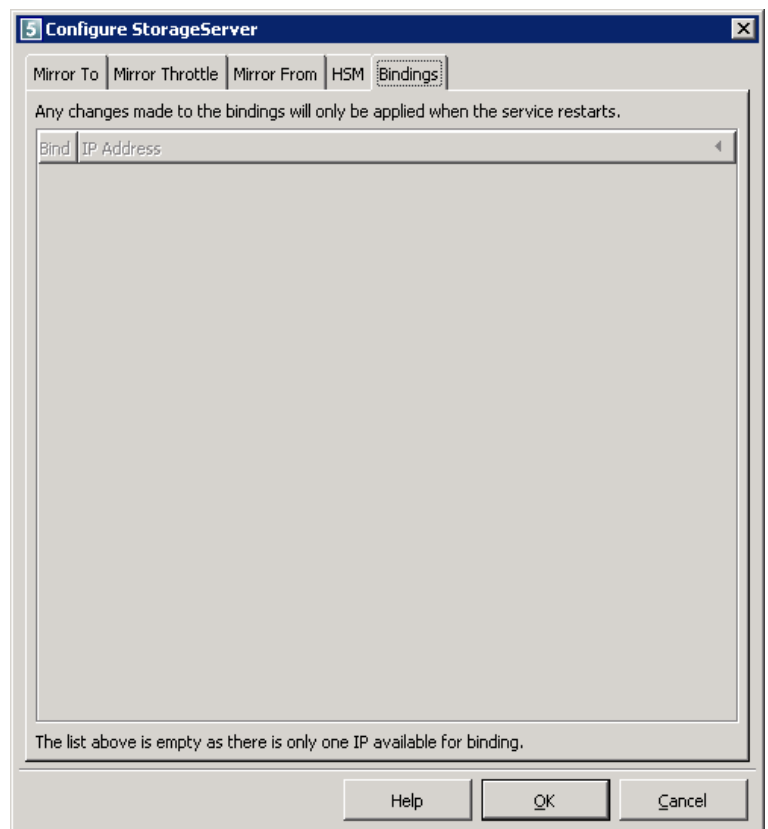 5 Configure StorageServer
Mirror To Mirror Throttle Mirror From HSM Bindings
Any changes made to the bindings will only be applied when the service restarts.
Bind IP Address
The list above is empty as there is only one IP available for binding.
Help OK Cancel